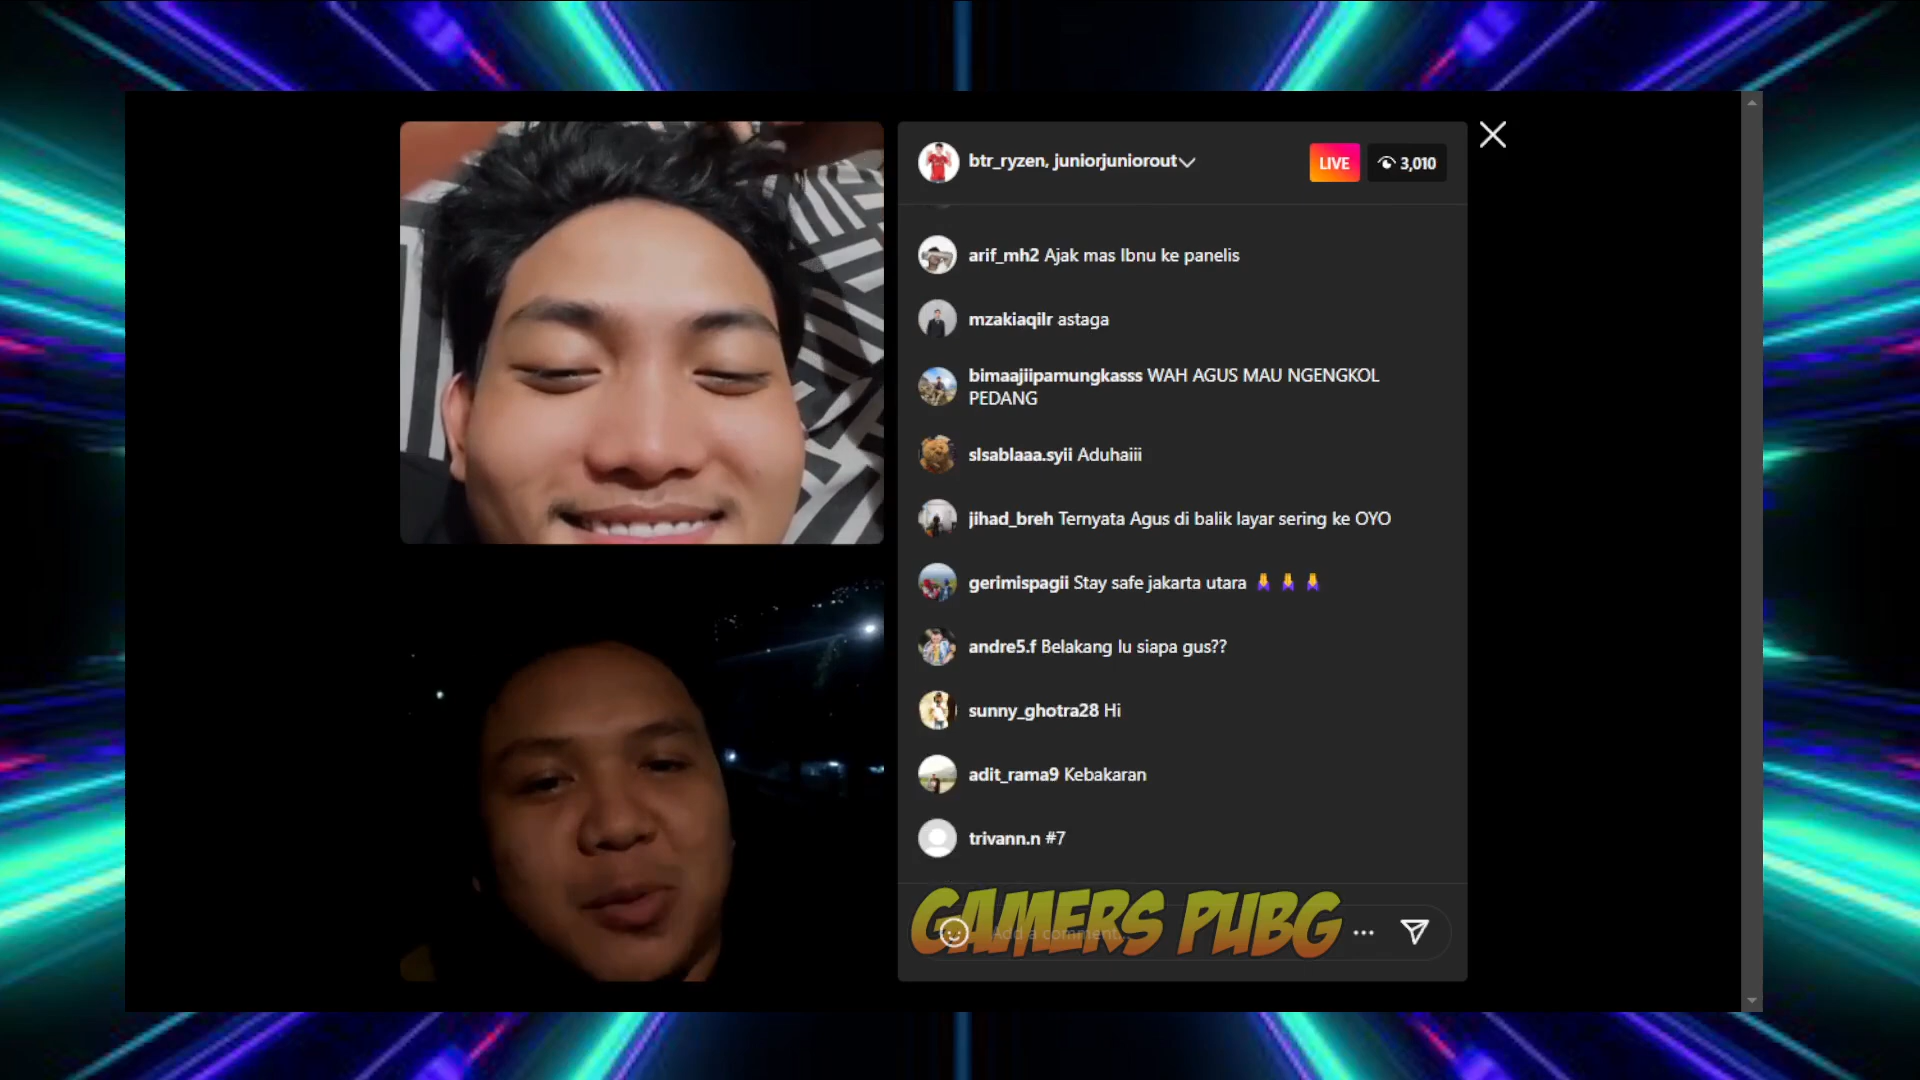 btr_ryzen, juniorjuniorout
LIVE
3,010
arif_mh2 Ajak mas Ibnu ke panelis
mzakiaqilr astaga
bimaajiipamungkasss WAH AGUS MAU NGENGKOL
PEDANG
slsablaaa.syii Aduhaiii
jihad_breh Ternyata Agus di balik layar sering ke OYO
gerimispagii Stay safe jakarta utara
andre5.f Belakang lu siapa gus??
sunny_ghotra28 Hi
adit_rama9 Kebakaran
trivann.n #7
GAMERS PUBG
Add a comment...